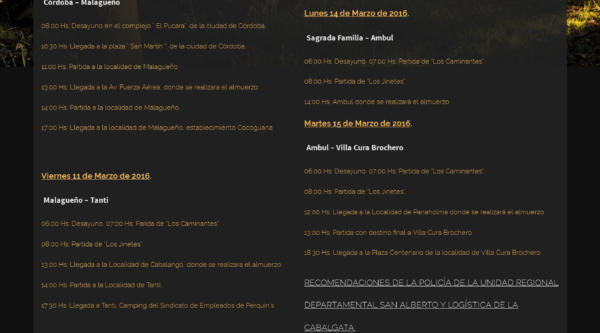 Córdoba – Malagueño
08:00 Hs: Desayuno en el complejo ¨ El Pucara¨ de la ciudad de Córdoba.
10:30 Hs: Llegada a la plaza ¨ San Martin ¨ de la ciudad de Córdoba.
11:00 Hs: Partida a la localidad de Malagueño.
13:00 Hs: Llegada a la Av. Fuerza Aérea, donde se realizará el almuerzo.
14:00 Hs: Partida a la localidad de Malagueño.
17:00 Hs: Llegada a la localidad de Malagueño, establecimiento Cocoguana
Viernes 11 de Marzo de 2016.
Malagueño – Tanti
06:00 Hs: Desayuno. 07:00 Hs: Partida de "Los Caminantes".
08:00 Hs: Partida de "Los Jinetes".
13:00 Hs: Llegada a la Localidad de Cabalango, donde se realizara el almuerzo
14:00 Hs: Partida a la Localidad de Tanti.
17:30 Hs: Llegada a Tanti, Camping del Sindicato de Empleados de Perquin´s
Lunes 14 de Marzo de 2016.
Sagrada Familia – Ambul
06:00 Hs: Desayuno. 07:00 Hs: Partida de "Los Caminantes".
08:00 Hs: Partida de "Los Jinetes".
14:00 Hs: Ambul donde se realizará el almuerzo
Martes 15 de Marzo de 2016.
Ambul – Villa Cura Brochero
06:00 Hs: Desayuno. 07:00 Hs: Partida de "Los Caminantes".
08:00 Hs: Partida de "Los Jinetes".
12:00 Hs: Llegada a la Localidad de Panaholma donde se realizará el almuerzo
13:00 Hs: Partida con destino final a Villa Cura Brochero
18:30 Hs: Llegada a la Plaza Centenario de la localidad de Villa Cura Brochero
RECOMENDACIONES DE LA POLICÍA DE LA UNIDAD REGIONAL
DEPARTAMENTAL SAN ALBERTO Y LOGÍSTICA DE LA
CABALGATA: